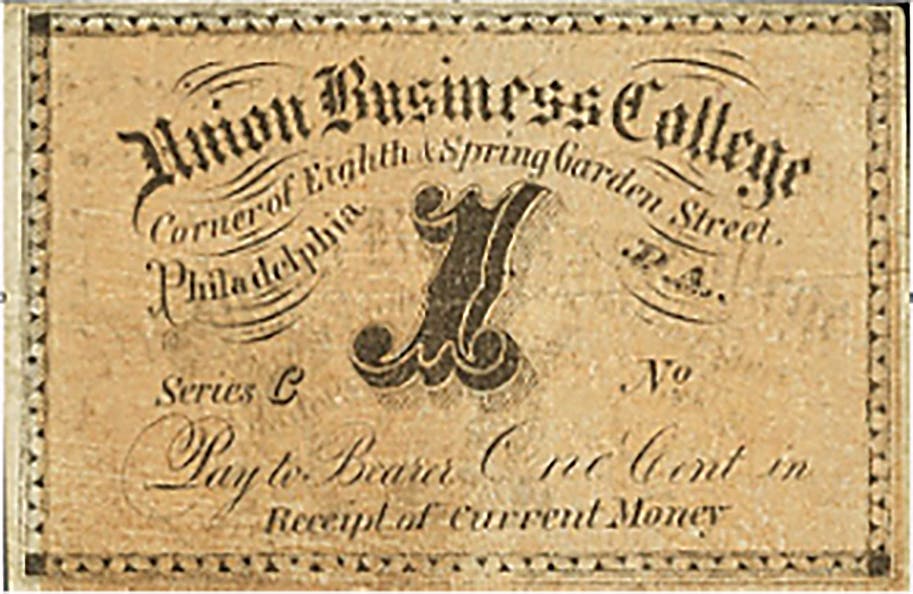 Union Business College
Corner of Eighth & Spring Garden Street.
Philadelphia PA.
1
Series C No
Pay to Bearer One Cent in
Receipt of Current Money